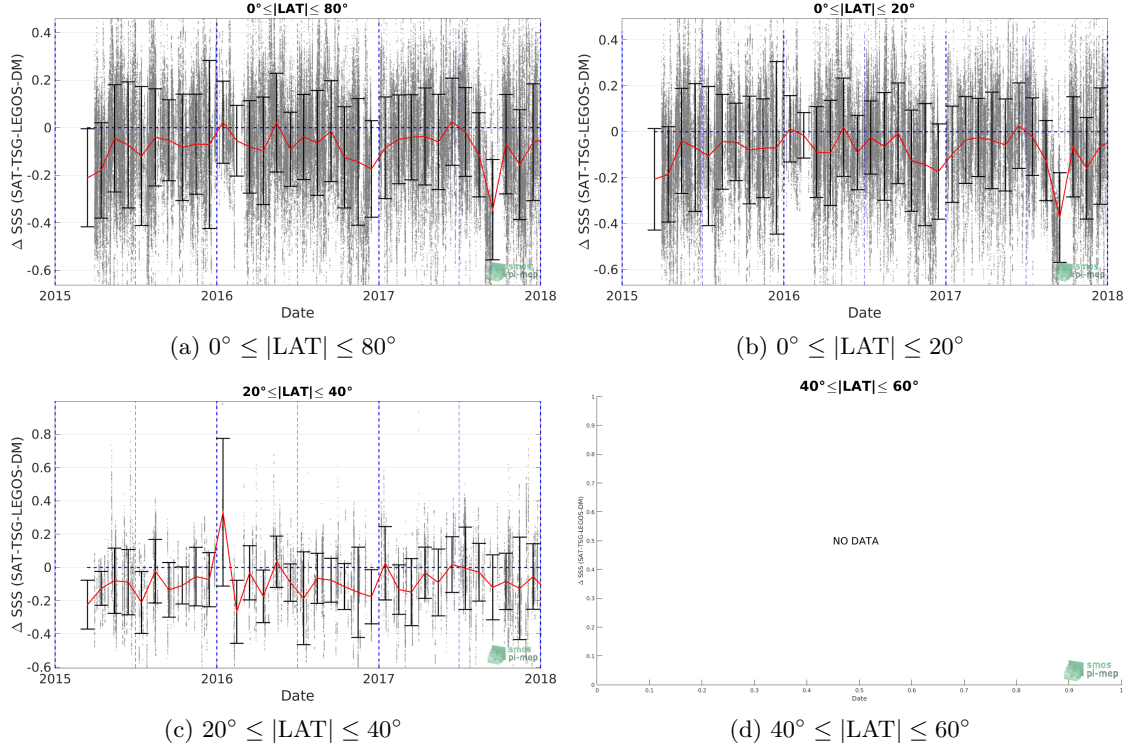 0°≤|LAT|≤ 80°
Δ SSS (SAT-TSG-LEGOS-DM)
0.4
0.2
0
-0.2
-0.4
-0.6
2015 2016 2017 2018
Date
smos
pi-mep
(a) 0° ≤ |LAT| ≤ 80°
0°≤|LAT|≤ 20°
Δ SSS (SAT-TSG-LEGOS-DM)
0.4
0.2
0
-0.2
-0.4
-0.6
2015 2016 2017 2018
Date
smos
pi-mep
(b) 0° ≤ |LAT| ≤ 20°
20°≤|LAT|≤ 40°
Δ SSS (SAT-TSG-LEGOS-DM)
0.8
0.6
0.4
0.2
0
-0.2
-0.4
-0.6
2015 2016 2017 2018
Date
smos
pi-mep
(c) 20° ≤ |LAT| ≤ 40°
40°≤|LAT|≤ 60°
Δ SSS (SAT-TSG-LEGOS-DM)
1
0.9
0.8
0.7
0.6
0.5
0.4
0.3
0.2
0.1
0
NO DATA
0 0.1 0.2 0.3 0.4 0.5 0.6 0.7 0.8 0.9 1
Date
smos
pi-mep
(d) 40° ≤ |LAT| ≤ 60°